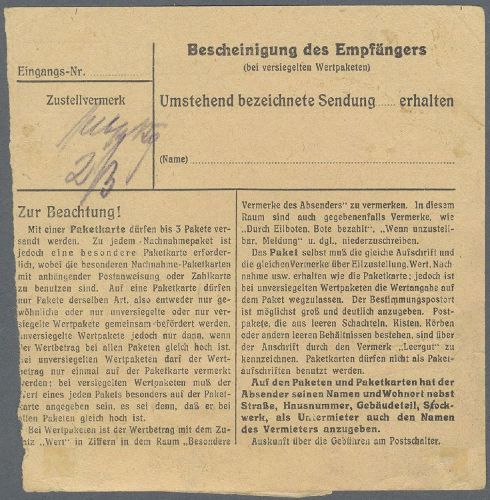 Bescheinigung des Empfängers
(bei versiegelten Wertpaketen)
Eingangs-Nr.
Zustellvermerk
Umstehend bezeichnete Sendung ...... erhalten
2/3
(Name)
Zur Beachtung!
Mit einer Paketkarte dürfen bis 3 Pakete ver-
sandt werden. Zu jedem Nachnahmepaket ist
jedoch eine besondere Paketkarte erforder-
lich, wobei die besonderen Nachnahme-Paketkarten
mit anhängender Postanweisung oder Zahlkarte
zu benutzen sind. Auf eine Paketkarte dürfen
nur Pakete derselben Art, also entweder nur ge-
wöhnliche oder nur unversiegelte oder nur ver-
siegelte Wertpakete gemeinsam befördert werden,
unversiegelte Wertpakete jedoch nur dann, wenn
der Wertbetrag bei allen Paketen gleich hoch ist.
Bei unversiegelten Wertpaketen darf der Wert-
betrag nur einmal auf der Paketkarte vermerkt
werden; bei versiegelten Wertpaketen muß der
Wert eines jeden Pakets besonders auf der Paket-
karte angegeben sein, es sei denn, daß er bei
allen Paketen gleich hoch ist.
Bei Wertpaketen ist der Wertbetrag mit dem Zu-
satz „Wert" in Ziffern in dem Raum „Besondere
Vermerke des Absenders" zu vermerken. In diesem
Raum sind auch gegebenenfalls Vermerke, wie
„Durch Eilboten, Bote bezahlt", „Wenn unzustell-
bar, Meldung" u. dgl., niederzuschreiben.
Das Paket selbst muß die gleiche Aufschrift und
die gleichen Vermerke über Eilzustellung, Wert, Nach-
nahme usw. erhalten wie die Paketkarte; jedoch ist
bei versiegelten Wertpaketen die Wertangabe auf
dem Paket wegzulassen. Der Bestimmungspostort
ist möglichst groß und deutlich anzugeben. Post-
pakete, die aus leeren Schachteln, Kisten, Körben
oder anderen leeren Behältnissen bestehen, sind über
der Anschrift durch den Vermerk „Leergut" zu
kennzeichnen. Paketkarten dürfen nicht als Paket-
aufschriften benutzt werden.
Auf den Paketen und Paketkarten hat der
Absender seinen Namen und Wohnort nebst
Straße, Hausnummer, Gebäudeteil, Stock-
werk, als Untermieter auch den Namen
des Vermieters anzugeben.
Auskunft über die Gebühren am Postschalter.